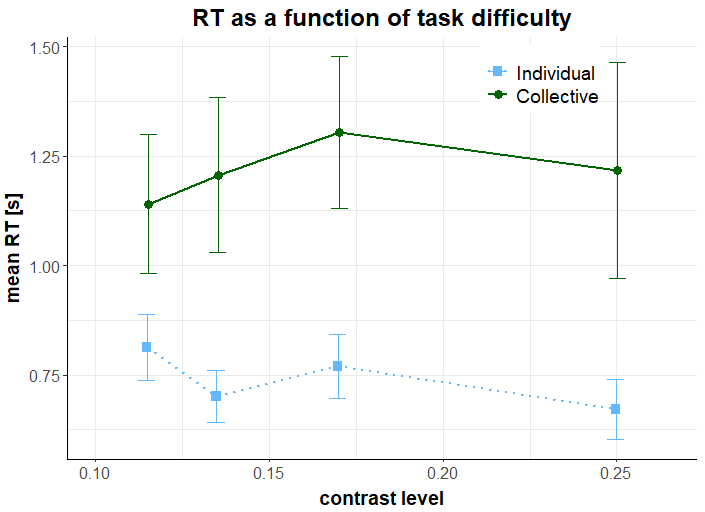 RT as a function of task difficulty
Individual
Collective
mean RT [s]
1.50
1.25
1.00
0.75
0.10
0.15
0.20
0.25
contrast level